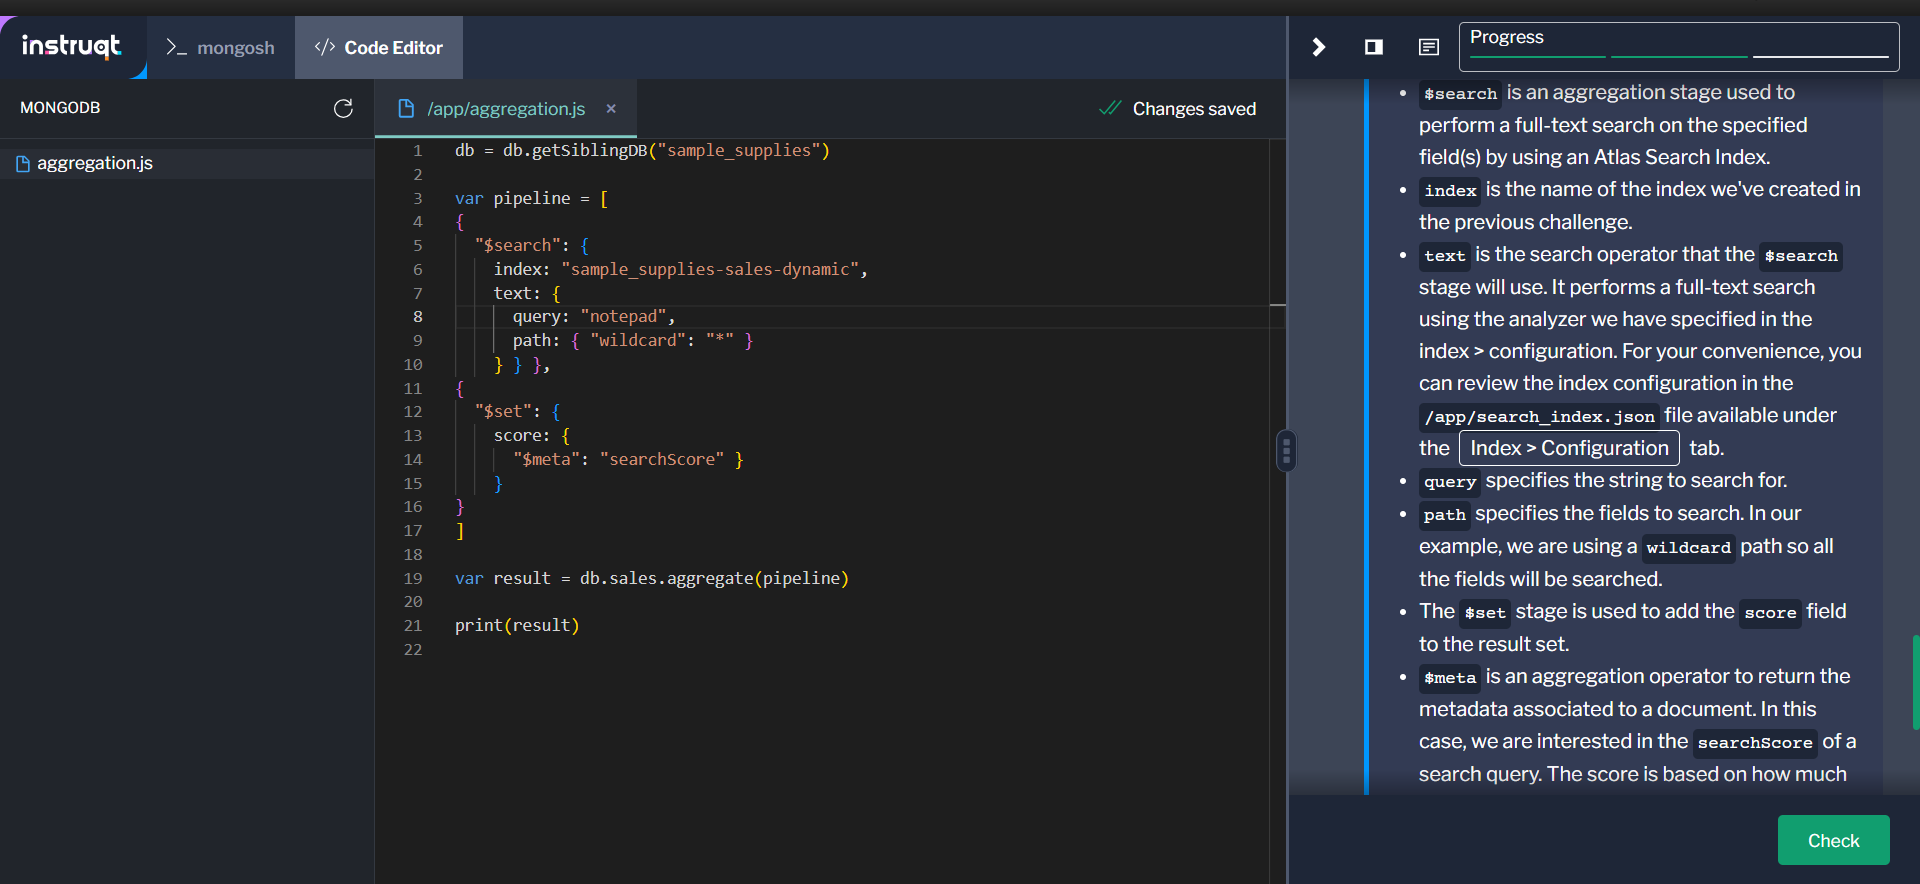 instruqt
mongosh
Code Editor
Progress
MONGODB
/app/aggregation.js
Changes saved
aggregation.js
1 db = db.getSiblingDB("sample_supplies")
2
3 var pipeline = [
4 {
5 "$search": {
6 index: "sample_supplies-sales-dynamic",
7 text: {
8 query: "notepad",
9 path: { "wildcard": "*" }
10 } } },
11 {
12 "$set": {
13 score: {
14 "$meta": "searchScore" }
15 }
16 }
17 ]
18
19 var result = db.sales.aggregate(pipeline)
20
21 print(result)
22
• $search is an aggregation stage used to
perform a full-text search on the specified
field(s) by using an Atlas Search Index.
• index is the name of the index we've created in
the previous challenge.
• text is the search operator that the $search
stage will use. It performs a full-text search
using the analyzer we have specified in the
index > configuration. For your convenience, you
can review the index configuration in the
/app/search_index.json file available under
the Index > Configuration tab.
• query specifies the string to search for.
• path specifies the fields to search. In our
example, we are using a wildcard path so all
the fields will be searched.
• The $set stage is used to add the score field
to the result set.
• $meta is an aggregation operator to return the
metadata associated to a document. In this
case, we are interested in the searchScore of a
search query. The score is based on how much
Check